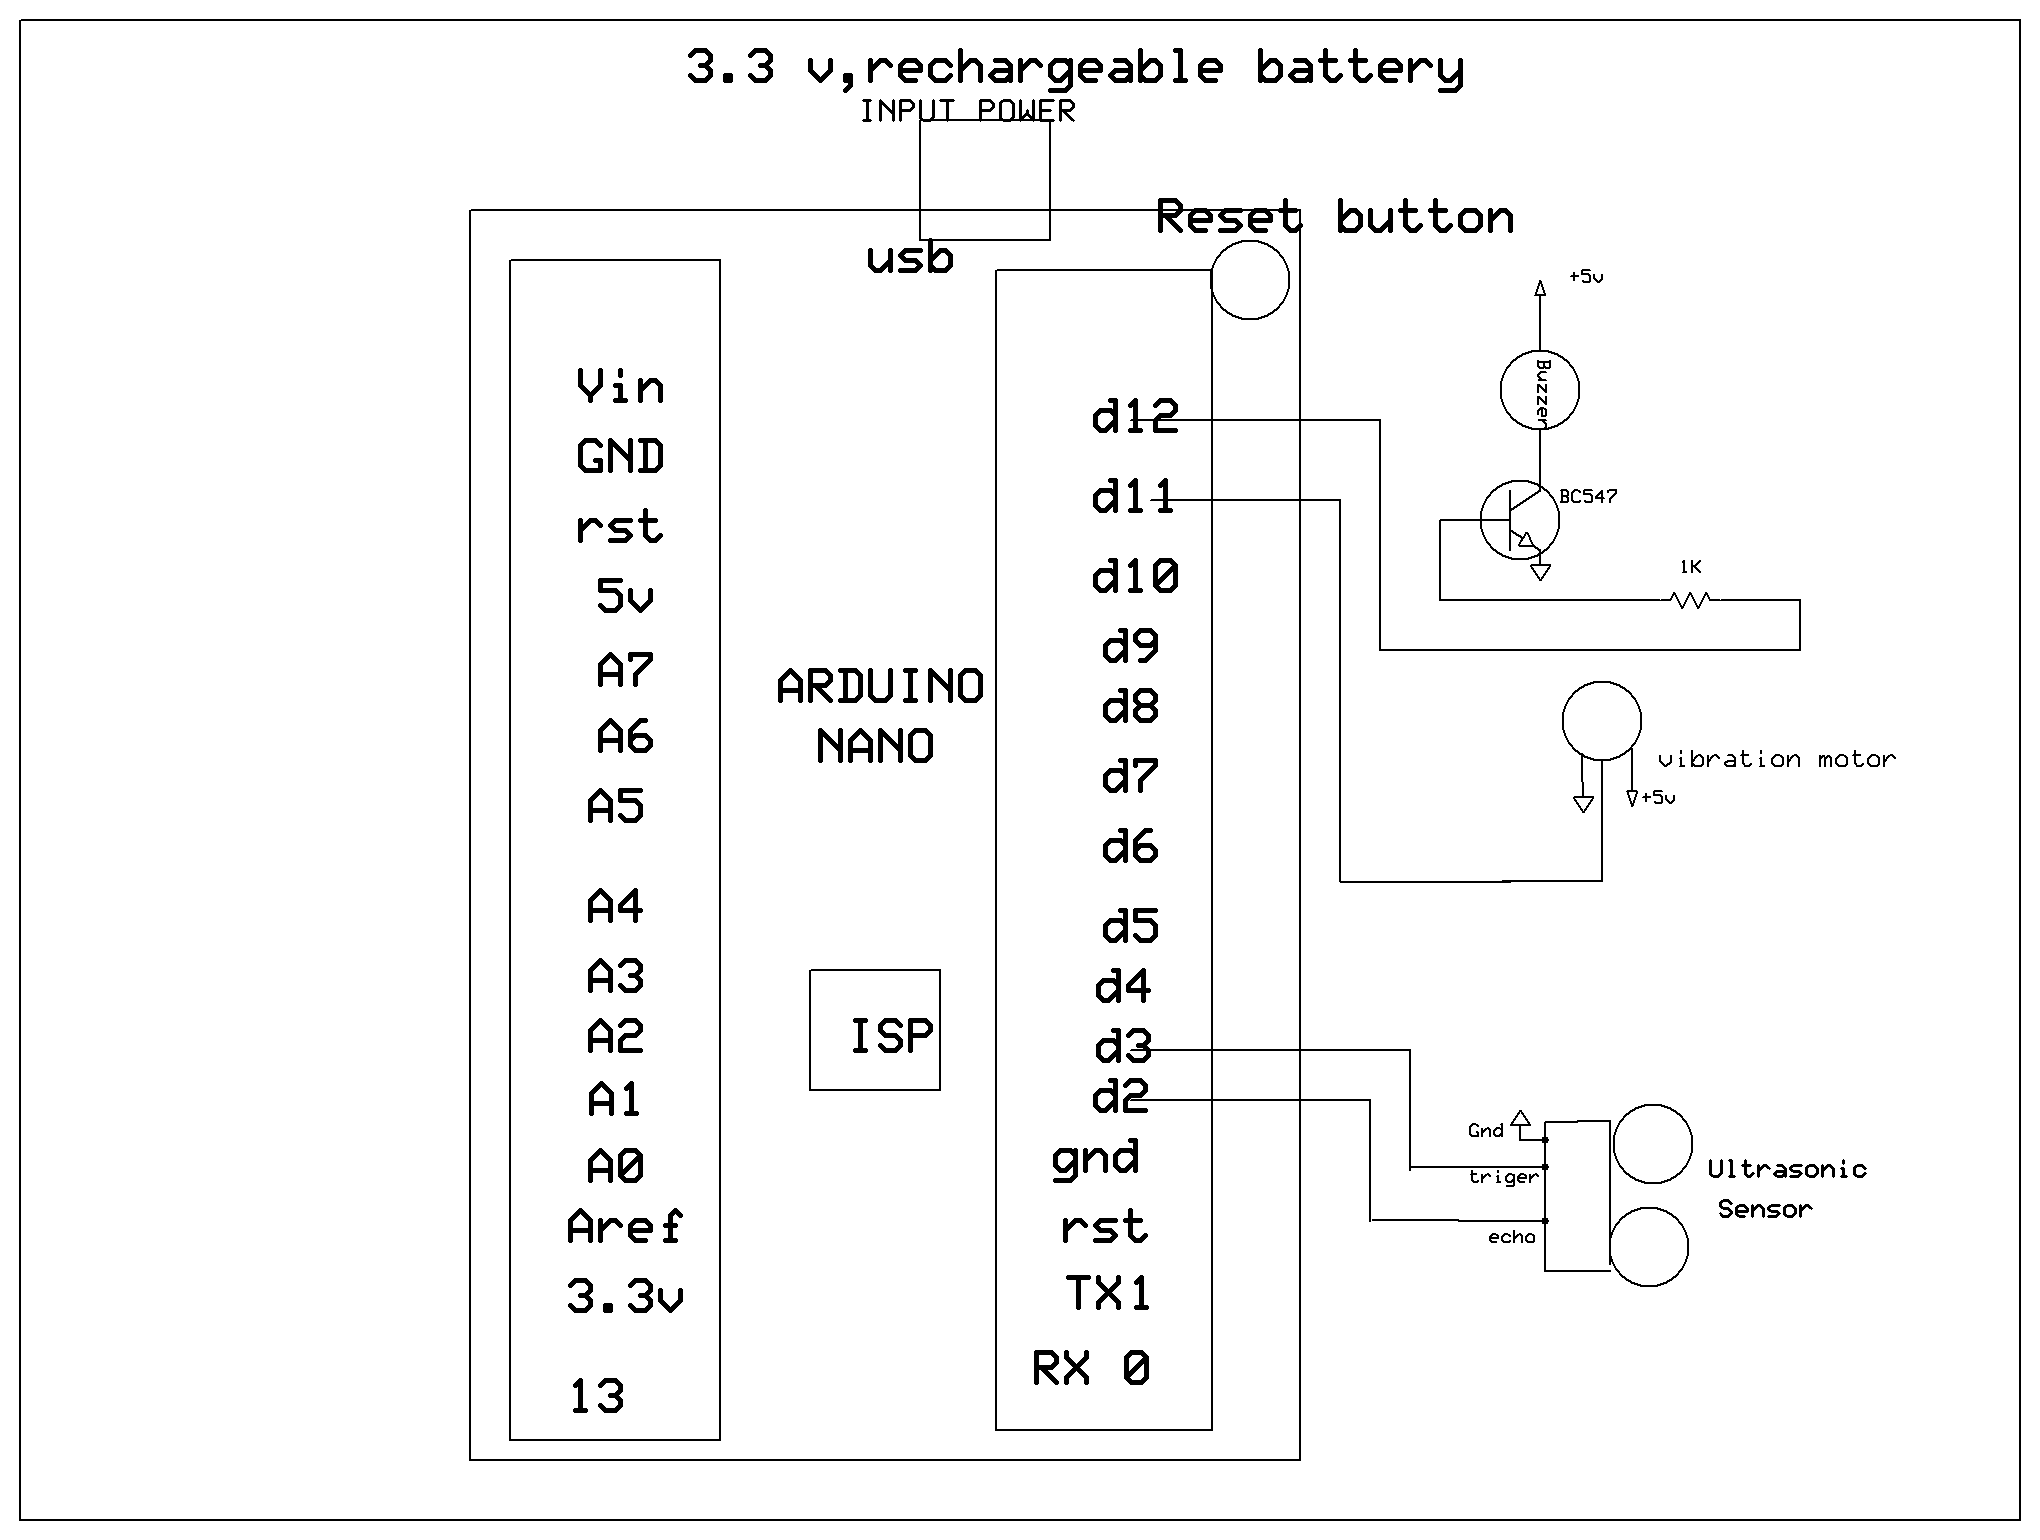 3.3 v,rechargeable battery
INPUT POWER
usb
Reset button
Vin
GND
rst
5v
A7
A6
A5
A4
A3
A2
A1
A0
Aref
3.3v
13
ARDUINO
NANO
ISP
d12
d11
d10
d9
d8
d7
d6
d5
d4
d3
d2
gnd
rst
TX1
RX 0
+5v
Buzzer
BC547
1K
vibration motor
+5v
Gnd
triger
echo
Ultrasonic
Sensor